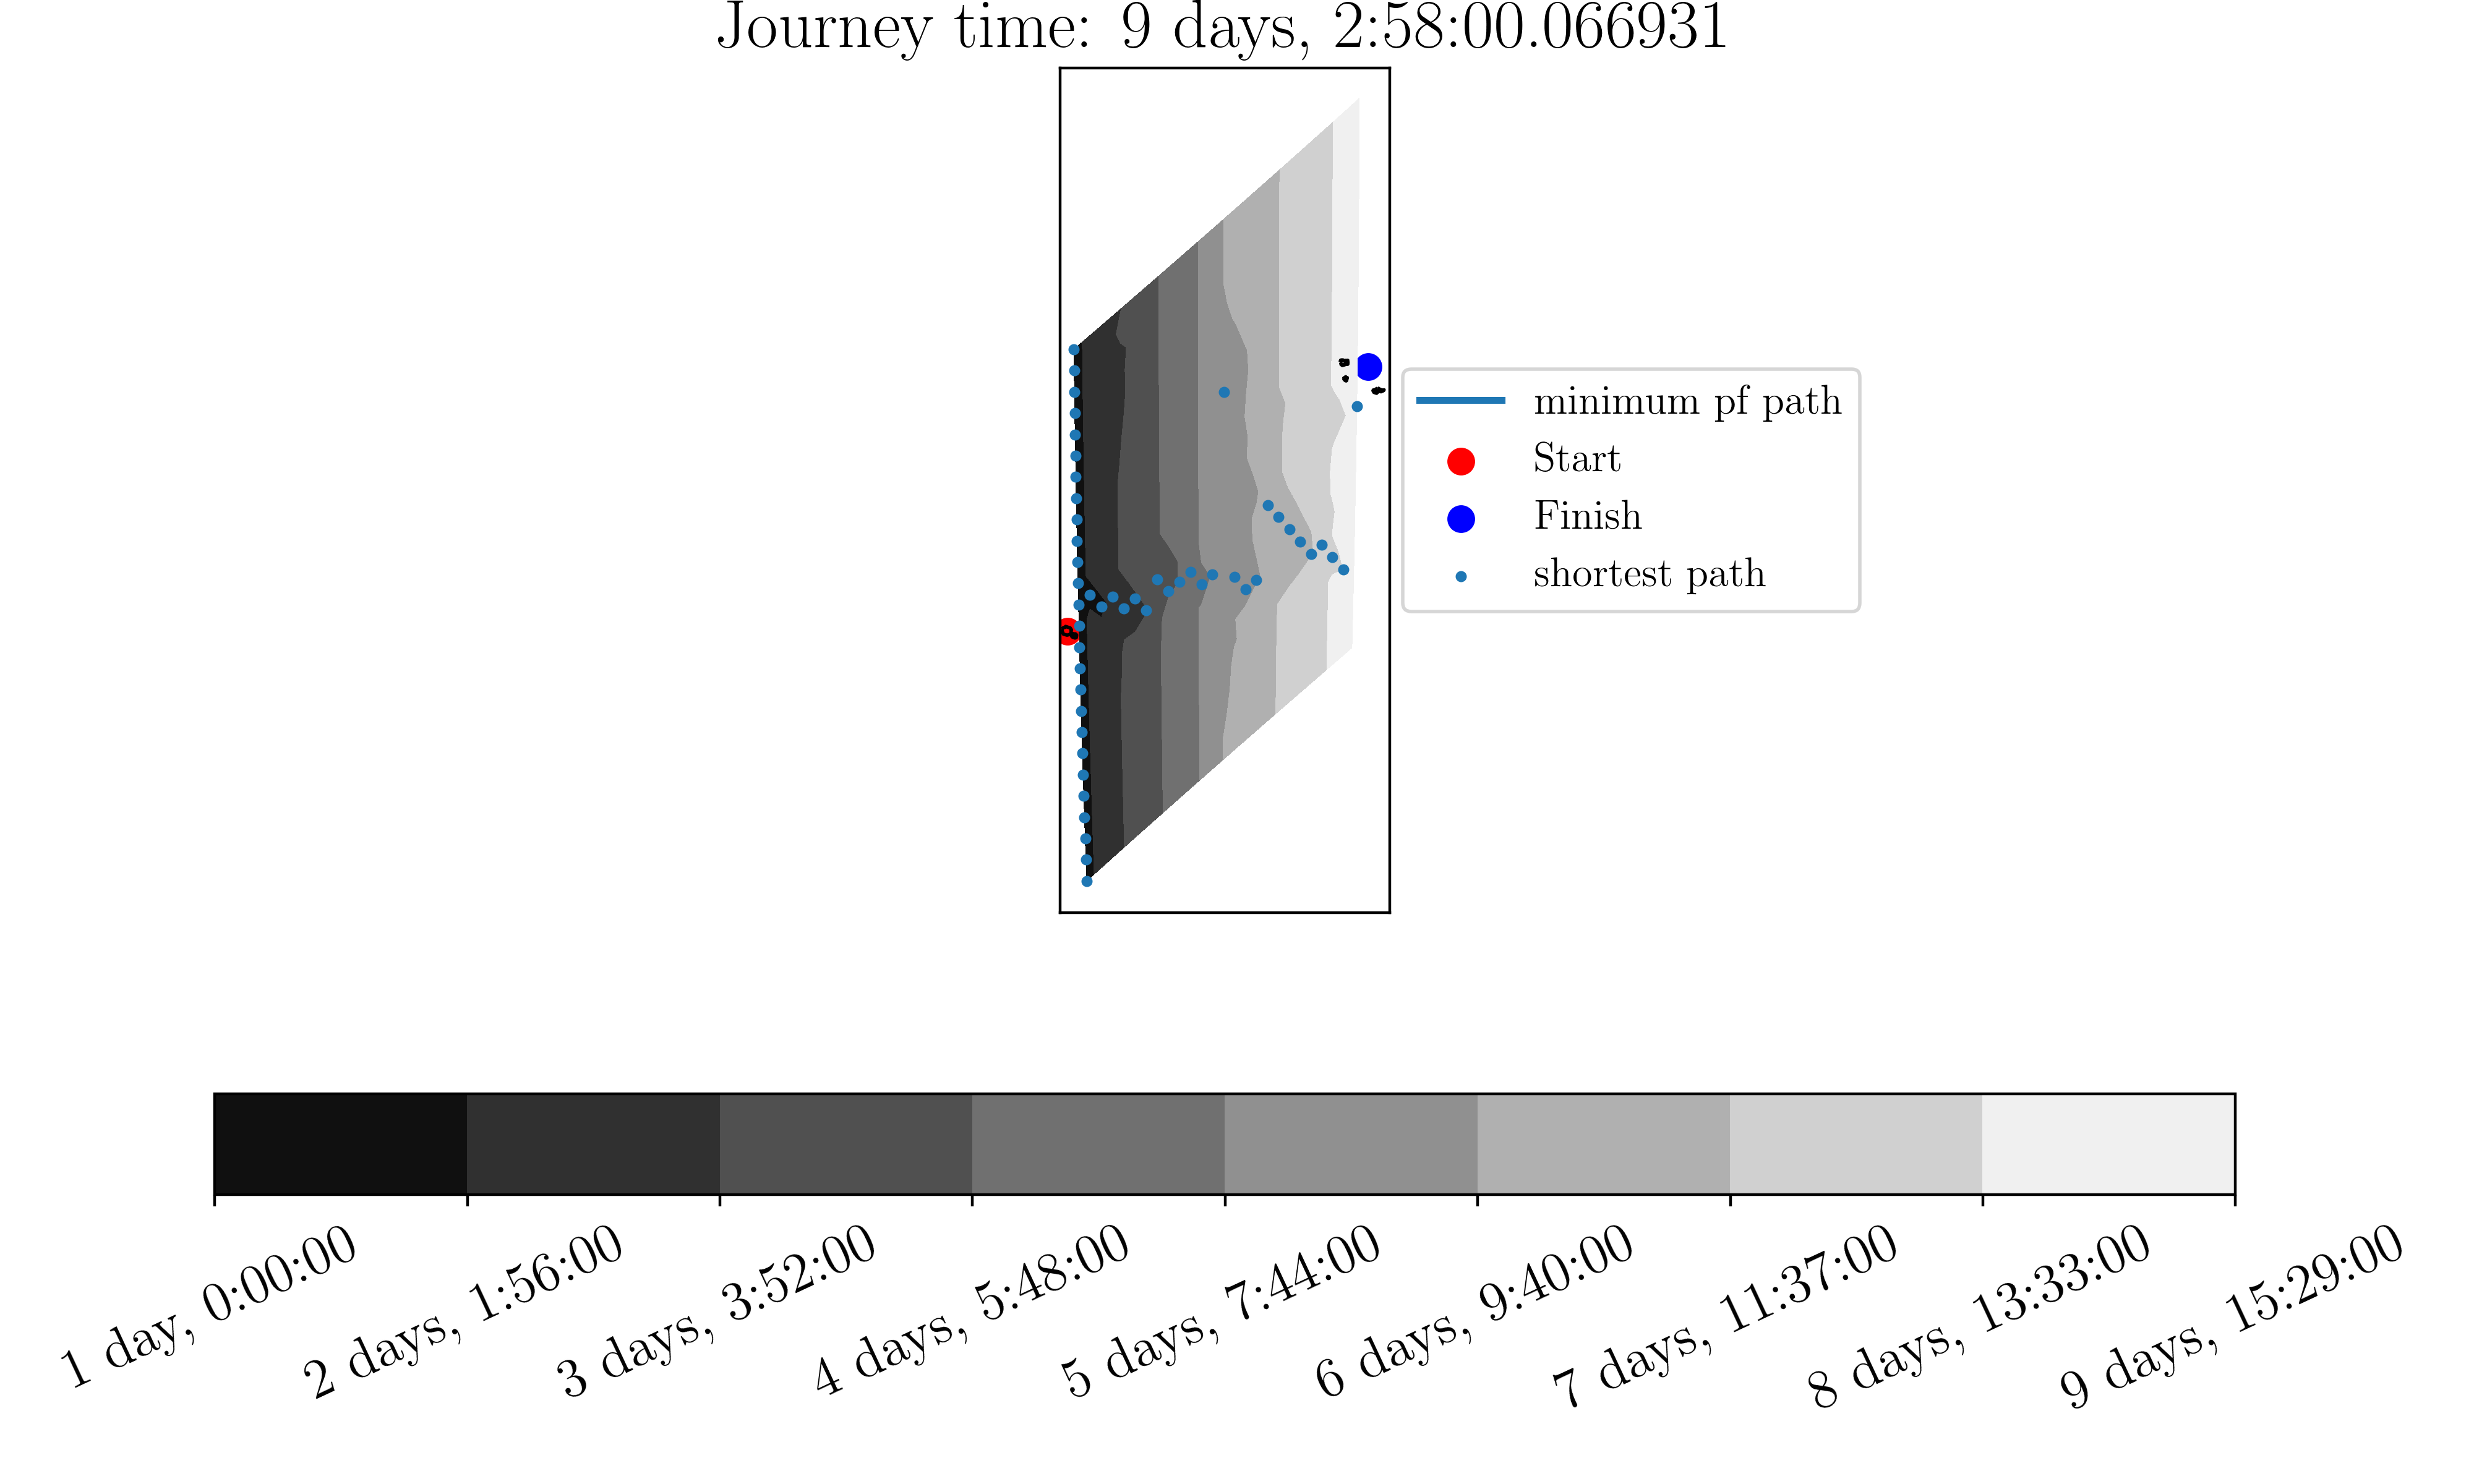 Journey time: 9 days, 2:58:00.066931
minimum pf path
Start
Finish
shortest path
1 day, 0:00:00
2 days, 1:56:00
3 days, 3:52:00
4 days, 5:48:00
5 days, 7:44:00
6 days, 9:40:00
7 days, 11:37:00
8 days, 13:33:00
9 days, 15:29:00